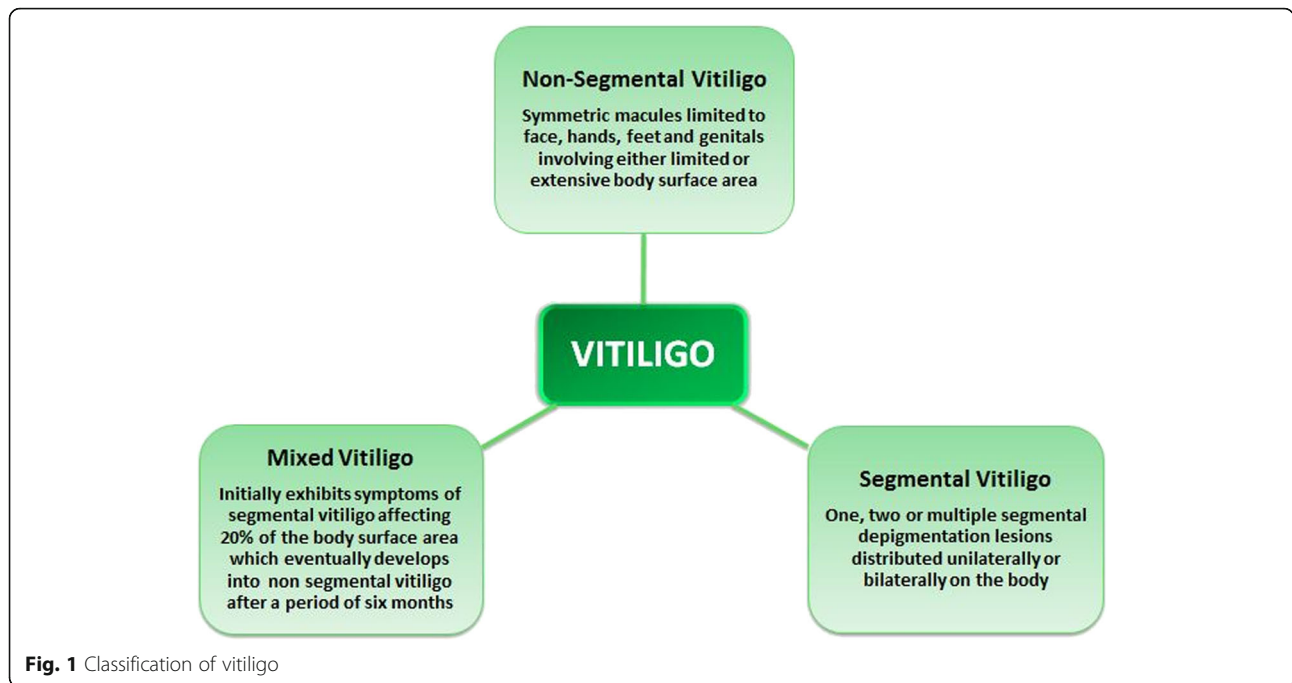 Non-Segmental Vitiligo
Symmetric macules limited to
face, hands, feet and genitals
involving either limited or
extensive body surface area
VITILIGO
Mixed Vitiligo
Initially exhibits symptoms of
segmental vitiligo affecting
20% of the body surface area
which eventually develops
into non segmental vitiligo
after a period of six months
Segmental Vitiligo
One, two or multiple segmental
depigmentation lesions
distributed unilaterally or
bilaterally on the body
Fig. 1 Classification of vitiligo